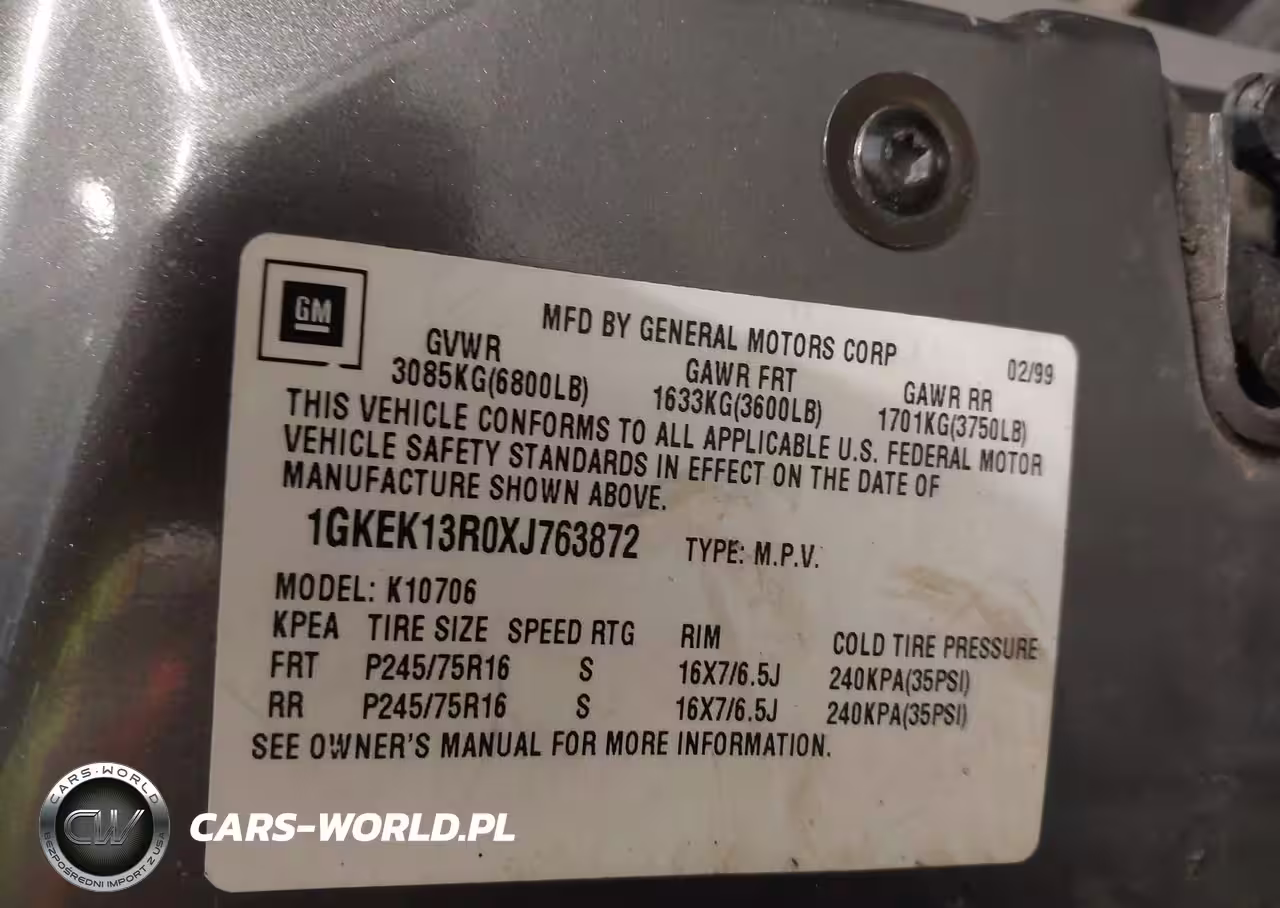 GM
MFD BY GENERAL MOTORS CORP
02/99
GVWR GAWR FRT GAWR RR
3085KG(6800LB) 1633KG(3600LB) 1701KG(3750LB)
THIS VEHICLE CONFORMS TO ALL APPLICABLE U.S. FEDERAL MOTOR
VEHICLE SAFETY STANDARDS IN EFFECT ON THE DATE OF
MANUFACTURE SHOWN ABOVE.
1GKEK13R0XJ763872 TYPE: M.P.V.
MODEL: K10706
KPEA TIRE SIZE SPEED RTG RIM COLD TIRE PRESSURE
FRT P245/75R16 S 16X7/6.5J 240KPA(35PSI)
RR P245/75R16 S 16X7/6.5J 240KPA(35PSI)
SEE OWNER'S MANUAL FOR MORE INFORMATION.
CARS-WORLD
CW
BEZPOŚREDNI IMPORT Z USA
CARS-WORLD.PL